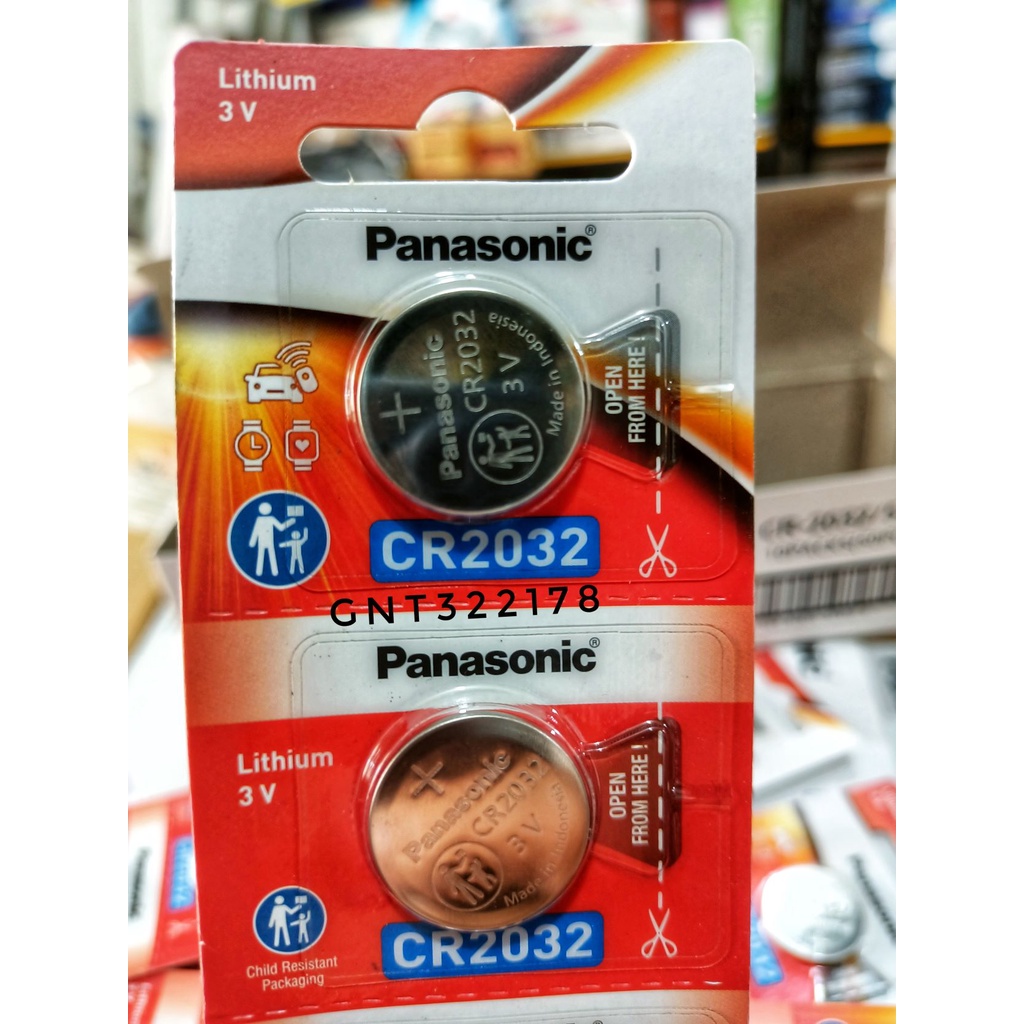 Lithium
3 V
Panasonic®
+
Panasonic
CR2032
3 V
Made in Indonesia
OPEN
FROM HERE !
CR2032
GNT322178
Panasonic®
Lithium
3 V
+
Panasonic
CR2032
3 V
Made in Indonesia
OPEN
FROM HERE !
CR2032
Child Resistant
Packaging